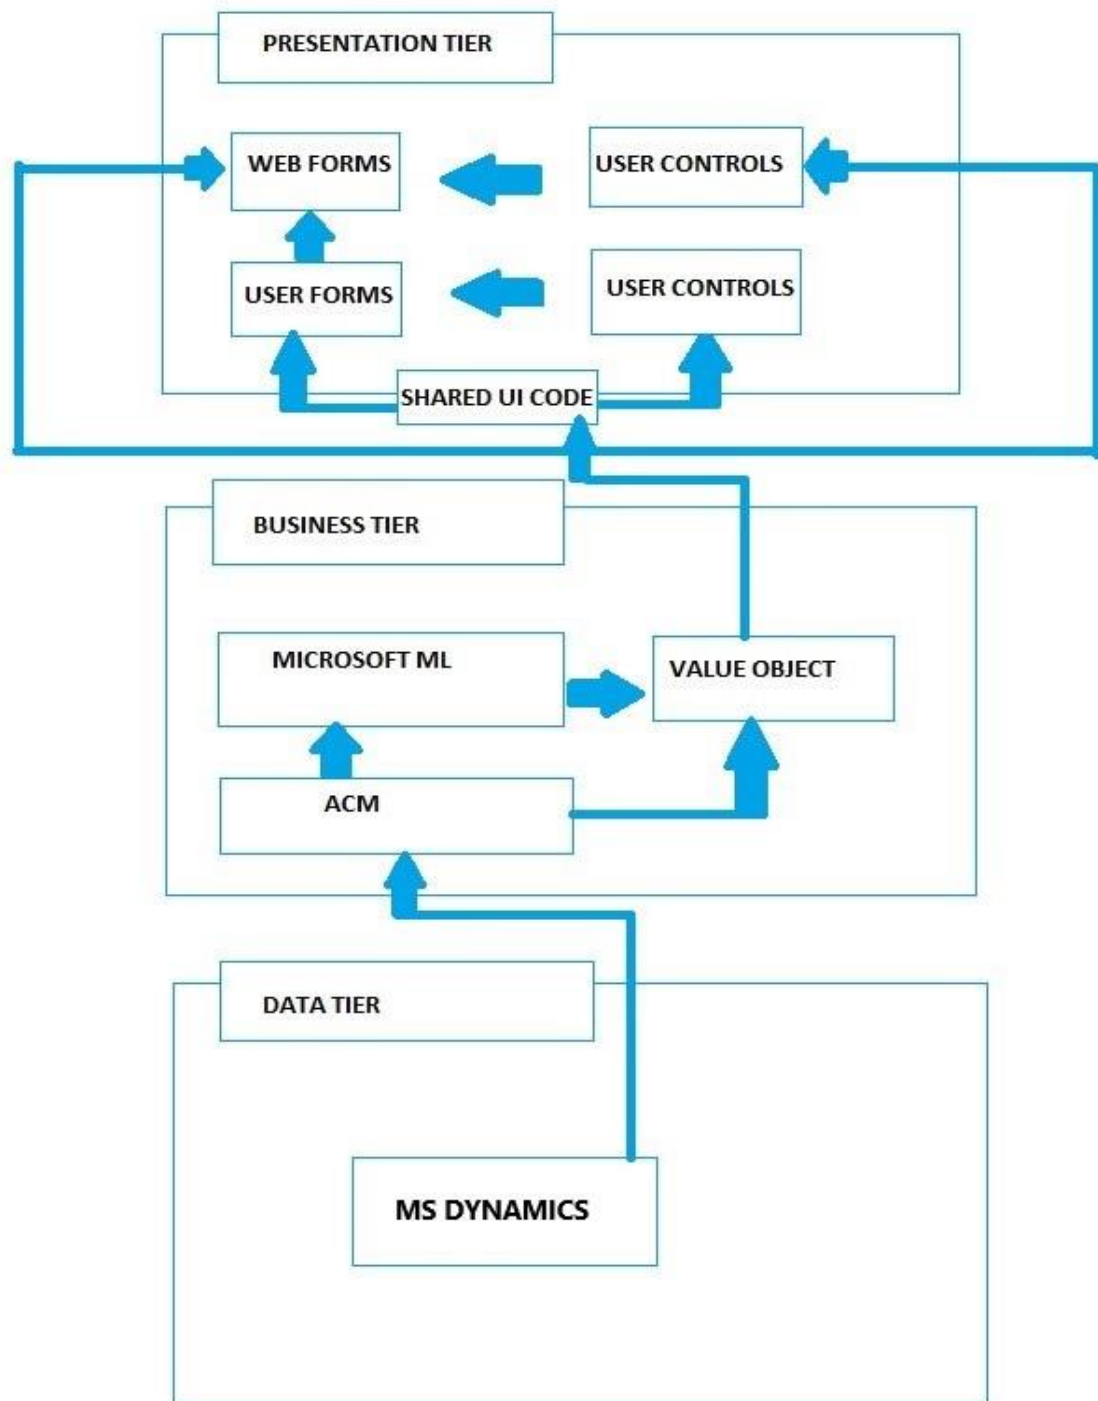 PRESENTATION TIER
WEB FORMS
USER CONTROLS
USER FORMS
USER CONTROLS
SHARED UI CODE
BUSINESS TIER
MICROSOFT ML
VALUE OBJECT
ACM
DATA TIER
MS DYNAMICS